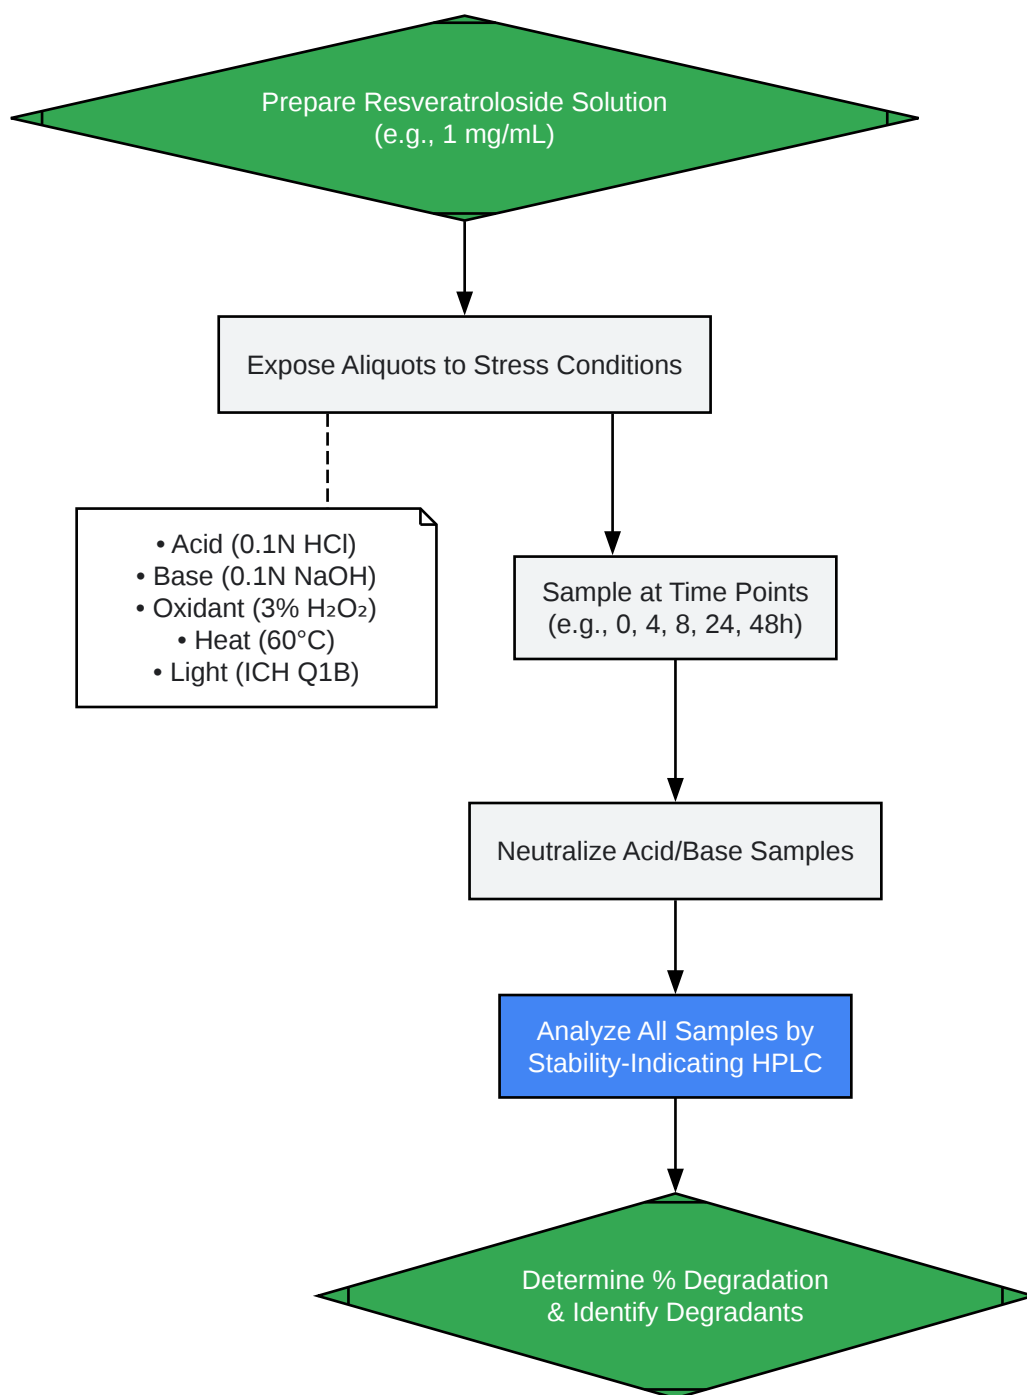 Prepare Resveratroloside Solution
(e.g., 1 mg/mL)
Expose Aliquots to Stress Conditions
• Acid (0.1N HCl)
• Base (0.1N NaOH)
• Oxidant (3% H₂O₂)
• Heat (60°C)
• Light (ICH Q1B)
Sample at Time Points
(e.g., 0, 4, 8, 24, 48h)
Neutralize Acid/Base Samples
Analyze All Samples by
Stability-Indicating HPLC
Determine % Degradation
& Identify Degradants